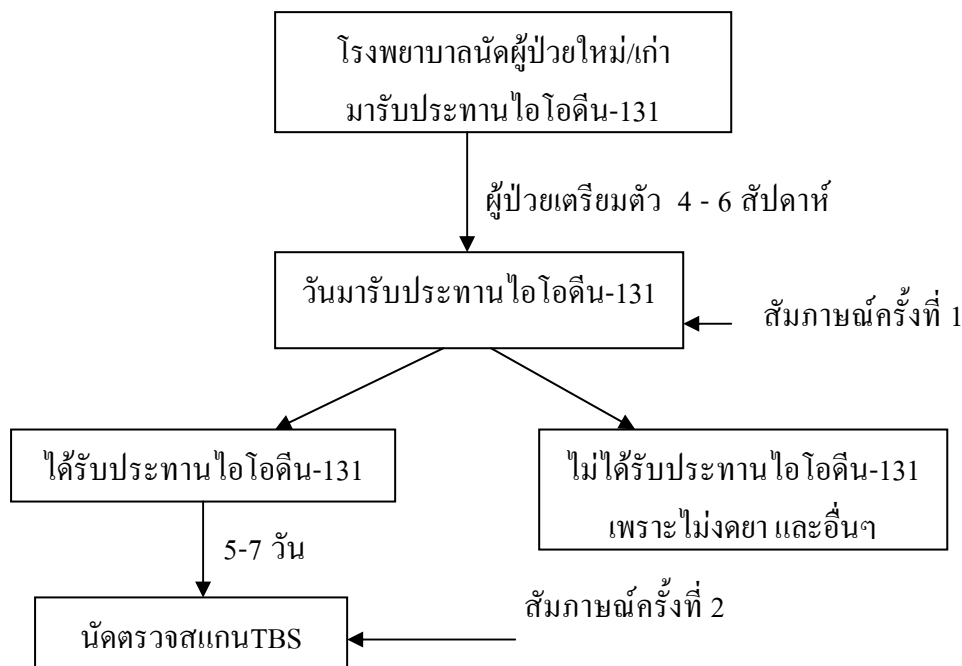 โรงพยาบาลนัดผู้ป่วยใหม่/เก่า
มารับประทานไอโอดีน-131
ผู้ป่วยเตรียมตัว 4 - 6 สัปดาห์
วันมารับประทานไอโอดีน-131
สัมภาษณ์ครั้งที่ 1
ได้รับประทานไอโอดีน-131
ไม่ได้รับประทานไอโอดีน-131
เพราะไม่งดยา และอื่นๆ
5-7 วัน
สัมภาษณ์ครั้งที่ 2
นัดตรวจสแกนTBS